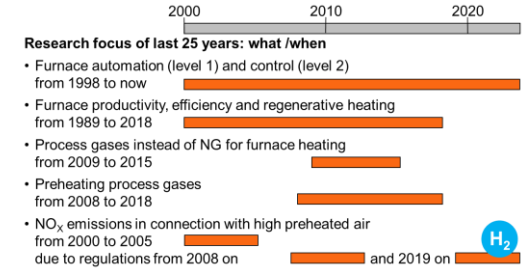 2000 2010 2020
Research focus of last 25 years: what /when
• Furnace automation (level 1) and control (level 2)
from 1998 to now
• Furnace productivity, efficiency and regenerative heating
from 1989 to 2018
• Process gases instead of NG for furnace heating
from 2009 to 2015
• Preheating process gases
from 2008 to 2018
• NOX emissions in connection with high preheated air
from 2000 to 2005
H2
due to regulations from 2008 on and 2019 on